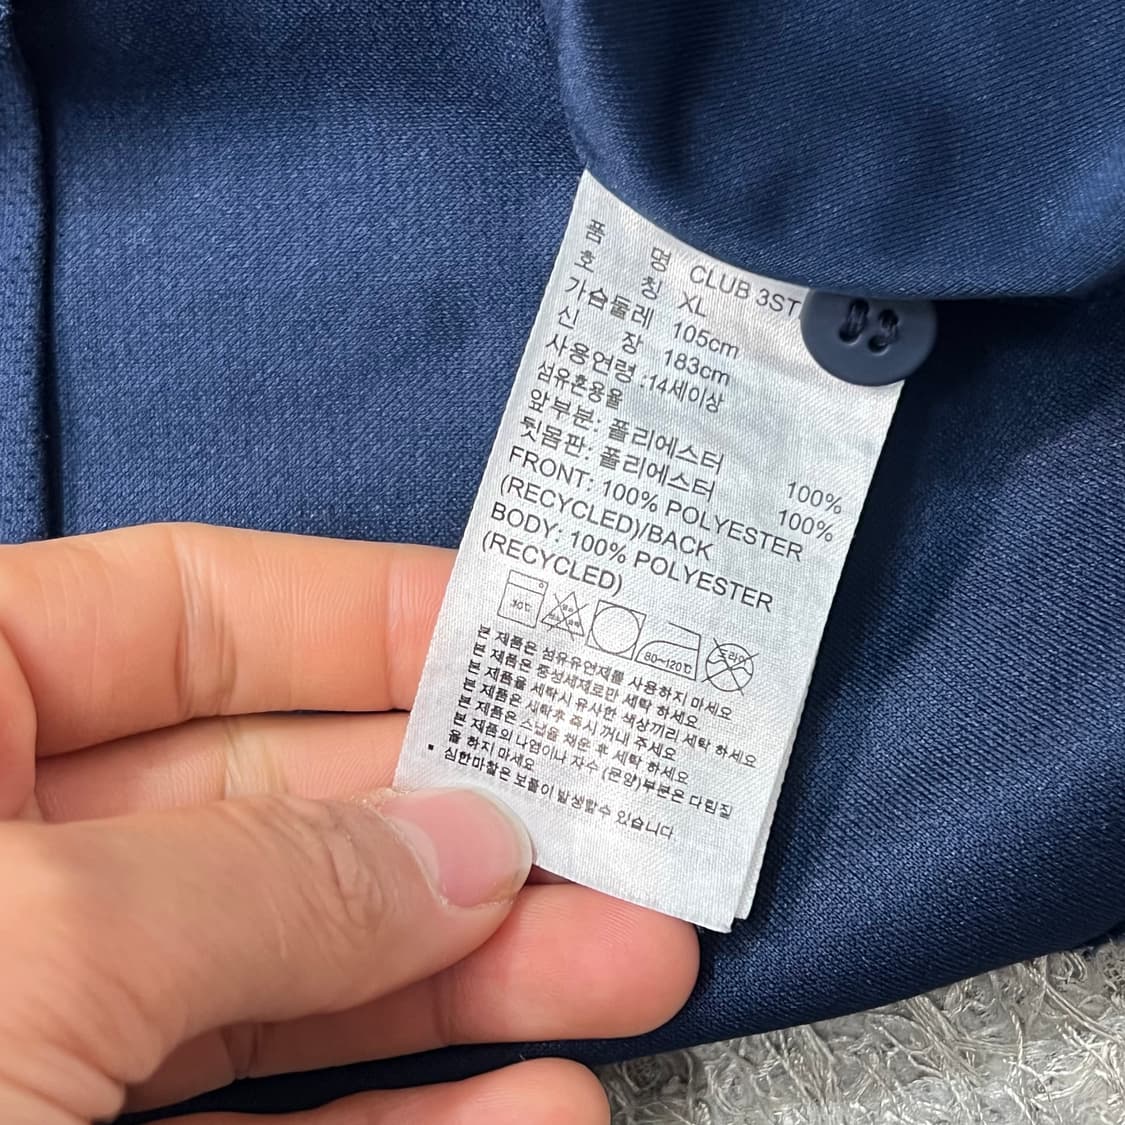 품 명 CLUB 3ST
호 칭 XL
가슴둘레 105cm
신 장 183cm
사용연령 :14세이상
섬유혼용율
앞부분: 폴리에스터 100%
뒷몸판: 폴리에스터 100%
FRONT: 100% POLYESTER
(RECYCLED)/BACK
BODY: 100% POLYESTER
(RECYCLED)
30℃
80~120℃
드라이
본 제품은 섬유유연제를 사용하지 마세요
본 제품은 중성세제로만 세탁 하세요
본 제품을 세탁시 유사한 색상끼리 세탁 하세요
본 제품은 세탁후 즉시 꺼내 주세요
본 제품은 스냅을 채운 후 세탁 하세요
본 제품의 나염이나 자수 (문양)부분은 다림질
을 하지 마세요
▪ 심한마찰은 보풀이 발생할수 있습니다.